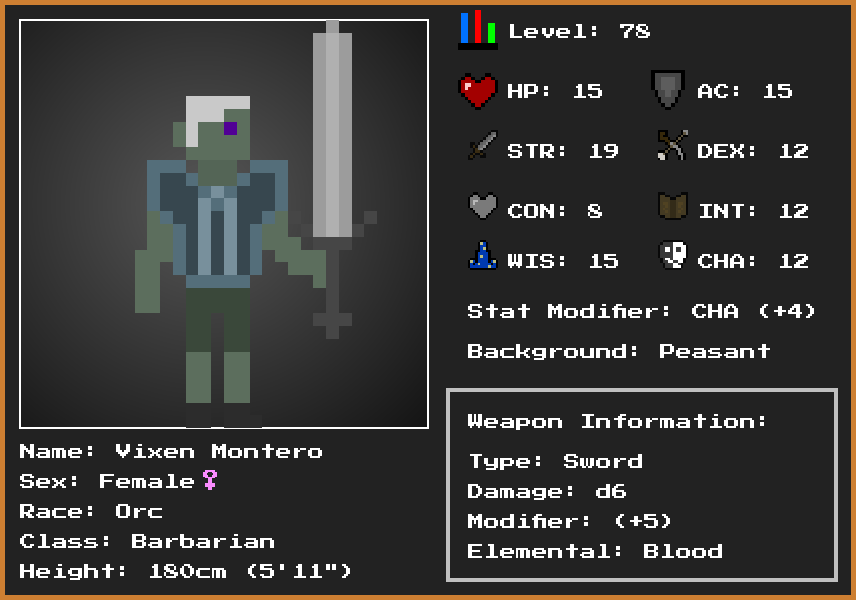 Level: 78
HP: 15
AC: 15
STR: 19
DEX: 12
CON: 8
INT: 12
WIS: 15
CHA: 12
Stat Modifier: CHA (+4)
Background: Peasant
Weapon Information:
Type: Sword
Damage: d6
Modifier: (+5)
Elemental: Blood
Name: Vixen Montero
Sex: Female♀
Race: Orc
Class: Barbarian
Height: 180cm (5'11")